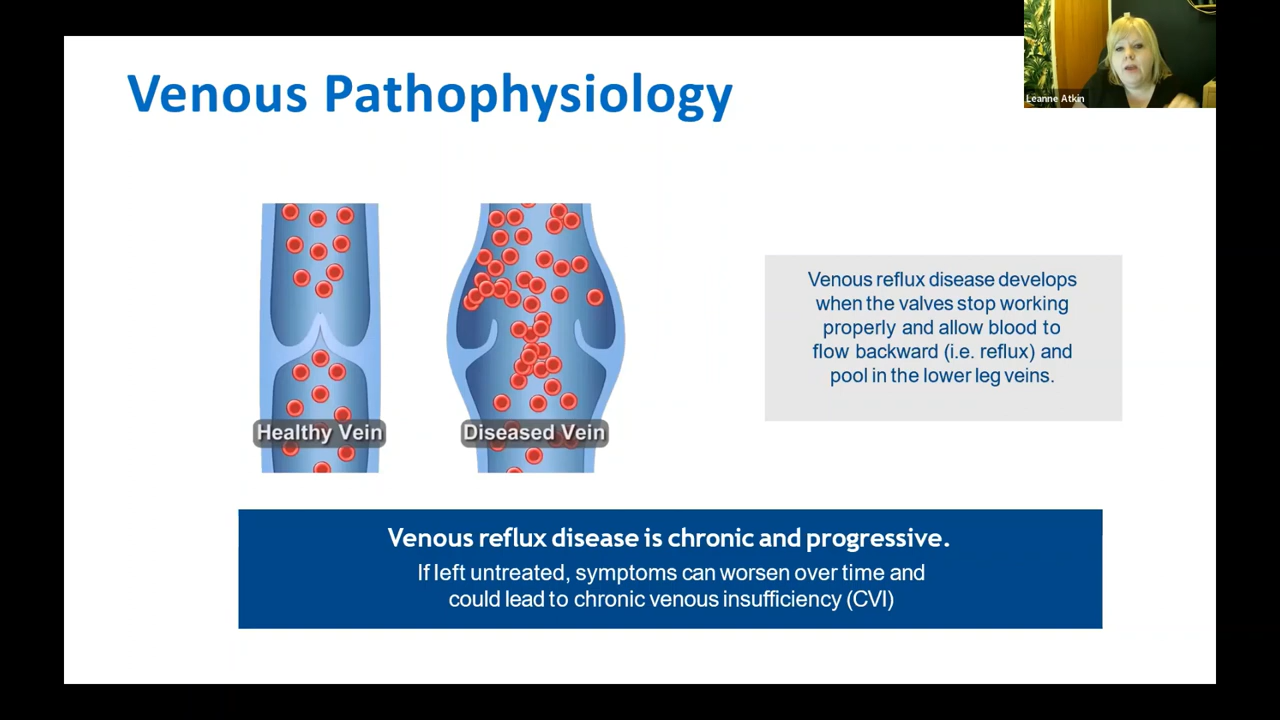 Venous Pathophysiology
Leanne Atkin
Healthy Vein
Diseased Vein
Venous reflux disease develops
when the valves stop working
properly and allow blood to
flow backward (i.e. reflux) and
pool in the lower leg veins.
Venous reflux disease is chronic and progressive.
If left untreated, symptoms can worsen over time and
could lead to chronic venous insufficiency (CVI)